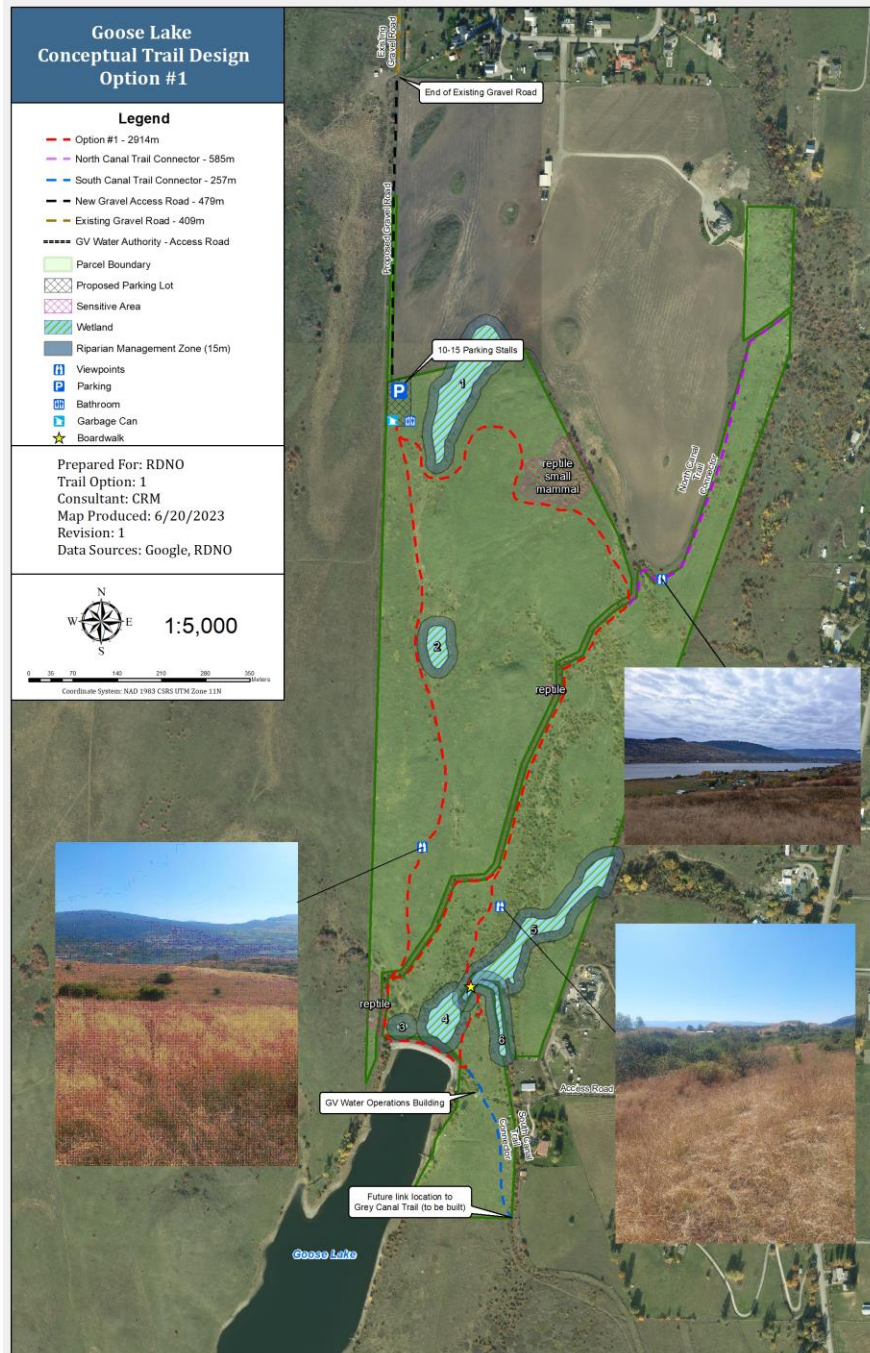 Goose Lake
Conceptual Trail Design
Option #1
Legend
Option #1 - 2914m
North Canal Trail Connector - 585m
South Canal Trail Connector - 257m
New Gravel Access Road - 479m
Existing Gravel Road - 409m
GV Water Authority - Access Road
Parcel Boundary
Proposed Parking Lot
Sensitive Area
Wetland
Riparian Management Zone (15m)
Viewpoints
P
Parking
Bathroom
Garbage Can
Boardwalk
Prepared For: RDNO
Trail Option: 1
Consultant: CRM
Map Produced: 6/20/2023
Revision: 1
Data Sources: Google, RDNO
N
W E
S
1:5,000
0 35 70 140 210 280 350
Meters
Coordinate System: NAD 1983 CSRS UTM Zone 11N
Existing
Gravel Road
End of Existing Gravel Road
Proposed Gravel Road
10-15 Parking Stalls
P
1
reptile
small
mammal
North Canal
Trail
Connector
2
reptile
5
reptile
3
4
6
GV Water Operations Building
Access Road
South Canal
Trail
Connector
Future link location to
Grey Canal Trail (to be built)
Goose Lake